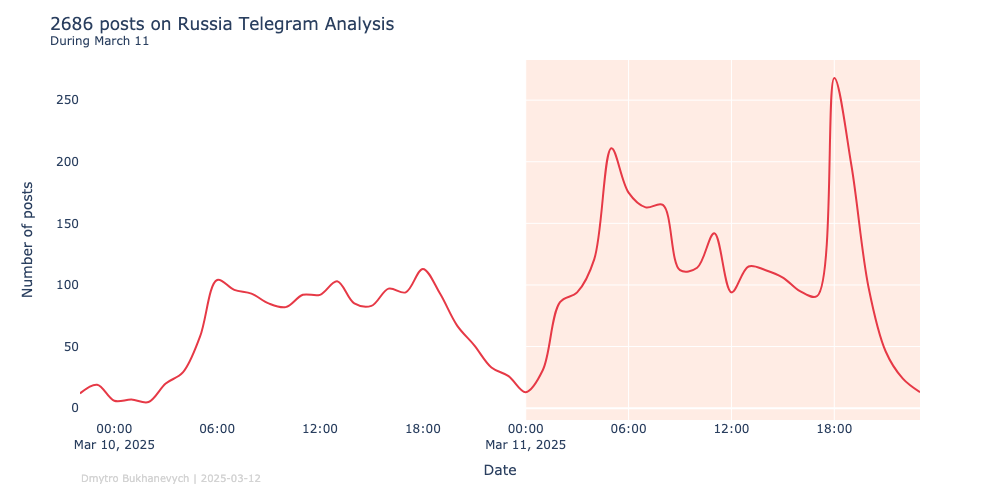 2686 posts on Russia Telegram Analysis
During March 11
Number of posts
250
200
150
100
50
0
00:00 06:00 12:00 18:00 00:00 06:00 12:00 18:00
Mar 10, 2025 Mar 11, 2025
Date
Dmytro Bukhanevych | 2025-03-12